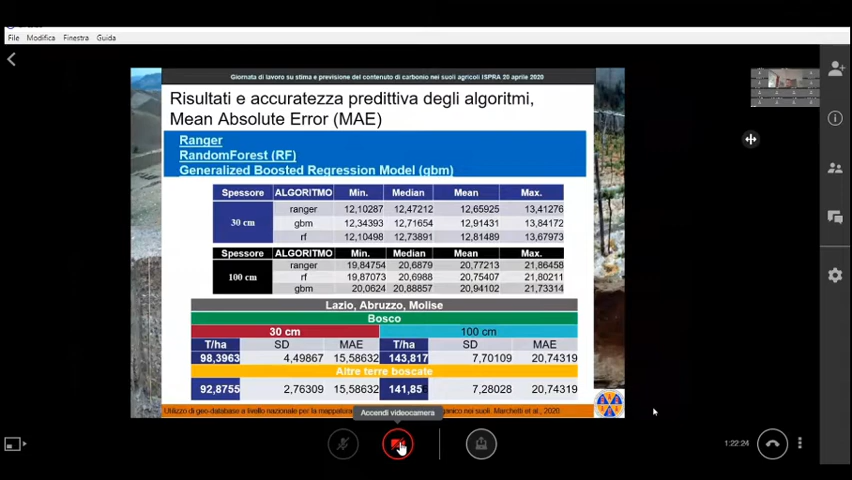 File Modifica Finestra Guida
Giornata di lavoro su stima e previsione del contenuto di carbonio nei suoli agricoli ISPRA 20 aprile 2020
Risultati e accuratezza predittiva degli algoritmi,
Mean Absolute Error (MAE)
Ranger
RandomForest (RF)
Generalized Boosted Regression Model (gbm)
Spessore ALGORITMO Min. Median Mean Max.
30 cm
ranger 12,10287 12,47212 12,65925 13,41276
gbm 12,34393 12,71654 12,91431 13,84172
rf 12,10498 12,73891 12,81489 13,67973
Spessore ALGORITMO Min. Median Mean Max.
100 cm
ranger 19,84754 20,6879 20,77213 21,86458
rf 19,87073 20,6988 20,75407 21,80211
gbm 20,0624 20,88857 20,94102 21,73314
Lazio, Abruzzo, Molise
Bosco
30 cm 100 cm
T/ha SD MAE T/ha SD MAE
98,3963 4,49867 15,58632 143,817 7,70109 20,74319
Altre terre boscate
92,8755 2,76309 15,58632 141,85 7,28028 20,74319
Utilizzo di geo-database a livello nazionale per la mappatura organico nei suoli. Marchetti et al., 2020
Accendi videocamera
1:22:24